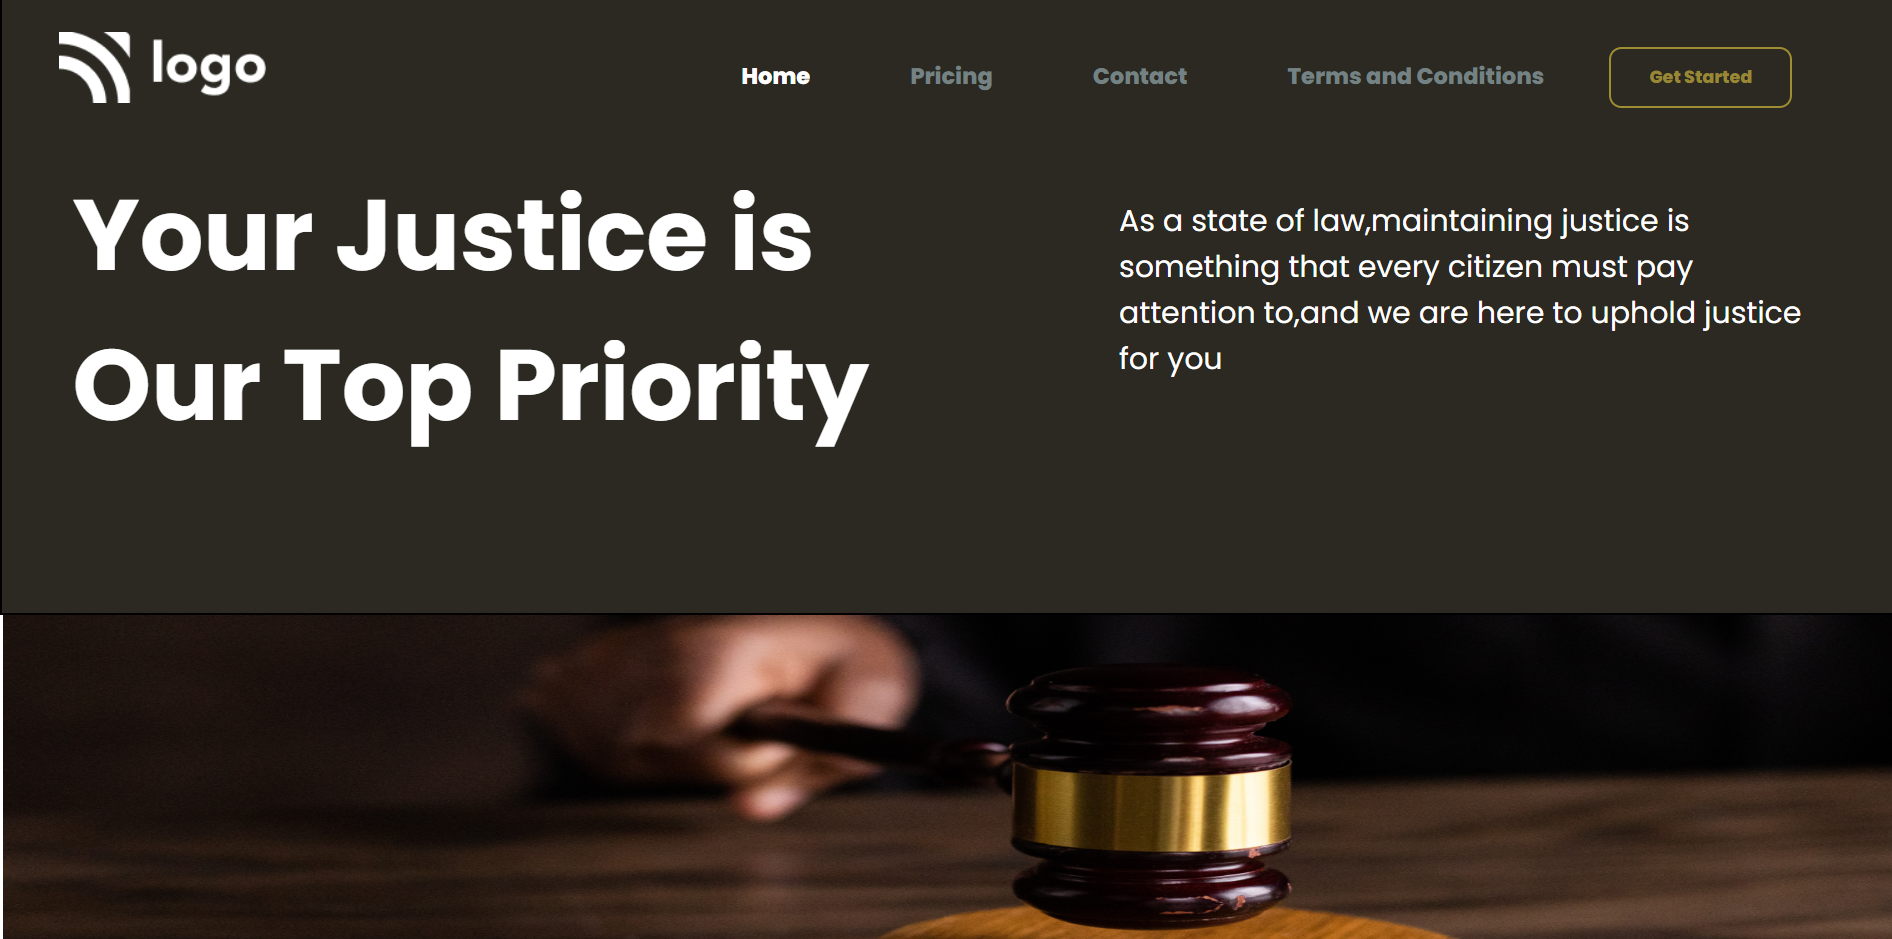 logo
Home
Pricing
Contact
Terms and Conditions
Get Started
Your Justice is
Our Top Priority
As a state of law,maintaining justice is
something that every citizen must pay
attention to,and we are here to uphold justice
for you